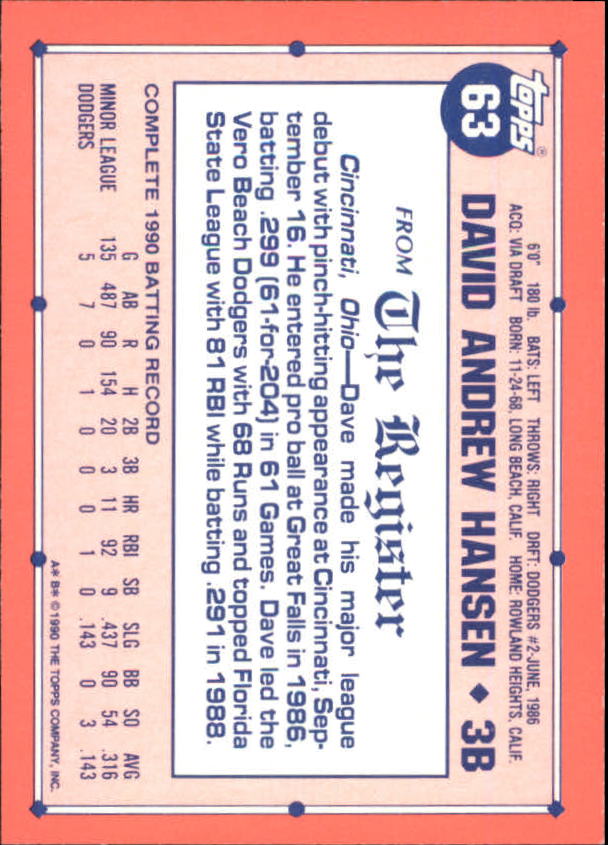 topps®
63
6'0" 180 lb. BATS: LEFT THROWS: RIGHT DRFT: DODGERS #2-JUNE, 1986
ACQ: VIA DRAFT BORN: 11-24-68, LONG BEACH, CALIF. HOME: ROWLAND HEIGHTS, CALIF.
DAVID ANDREW HANSEN ◆ 3B
FROM The Register
Cincinnati, Ohio—Dave made his major league
debut with pinch-hitting appearance at Cincinnati, Sep-
tember 16. He entered pro ball at Great Falls in 1986,
batting .299 (61-for-204) in 61 Games. Dave led the
Vero Beach Dodgers with 68 Runs and topped Florida
State League with 81 RBI while batting .291 in 1988.
COMPLETE 1990 BATTING RECORD
G AB R H 2B 3B HR RBI SB SLG BB SO AVG
MINOR LEAGUE 135 487 90 154 20 3 11 92 9 .437 90 54 .316
DODGERS 5 7 0 1 0 0 0 1 0 .143 0 3 .143
A* B* © 1990 THE TOPPS COMPANY, INC.